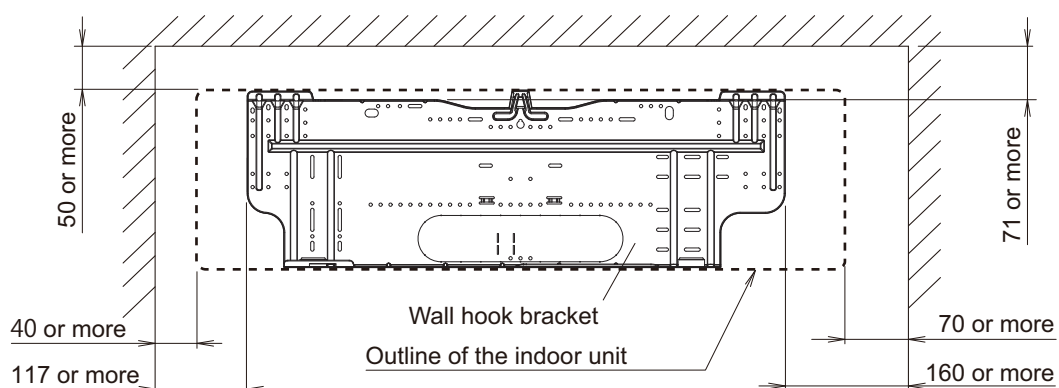 50 or more
71 or more
Wall hook bracket
40 or more
70 or more
Outline of the indoor unit
117 or more
160 or more